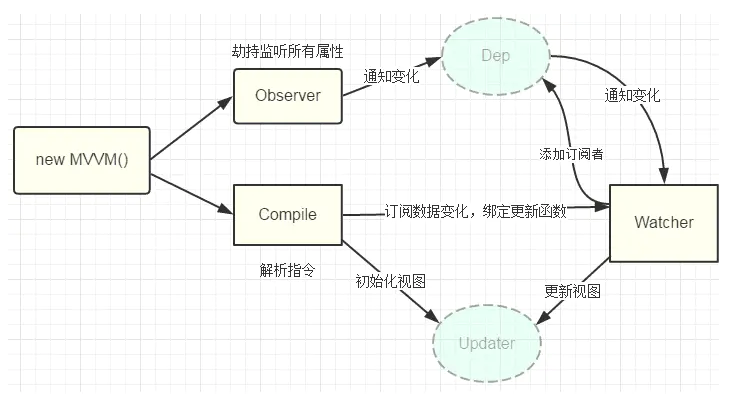 劫持监听所有属性
Observer
通知变化
Dep
通知变化
new MVVM()
添加订阅者
Compile
订阅数据变化，绑定更新函数
Watcher
解析指令
初始化视图
更新视图
Updater